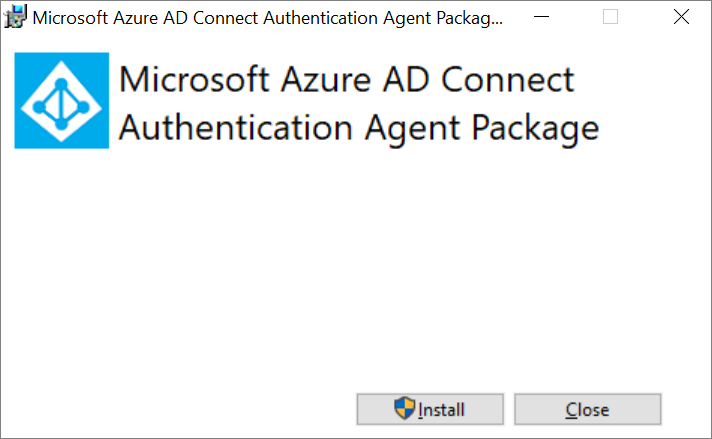 Microsoft Azure AD Connect Authentication Agent Packag...
Microsoft Azure AD Connect
Authentication Agent Package
Install Close